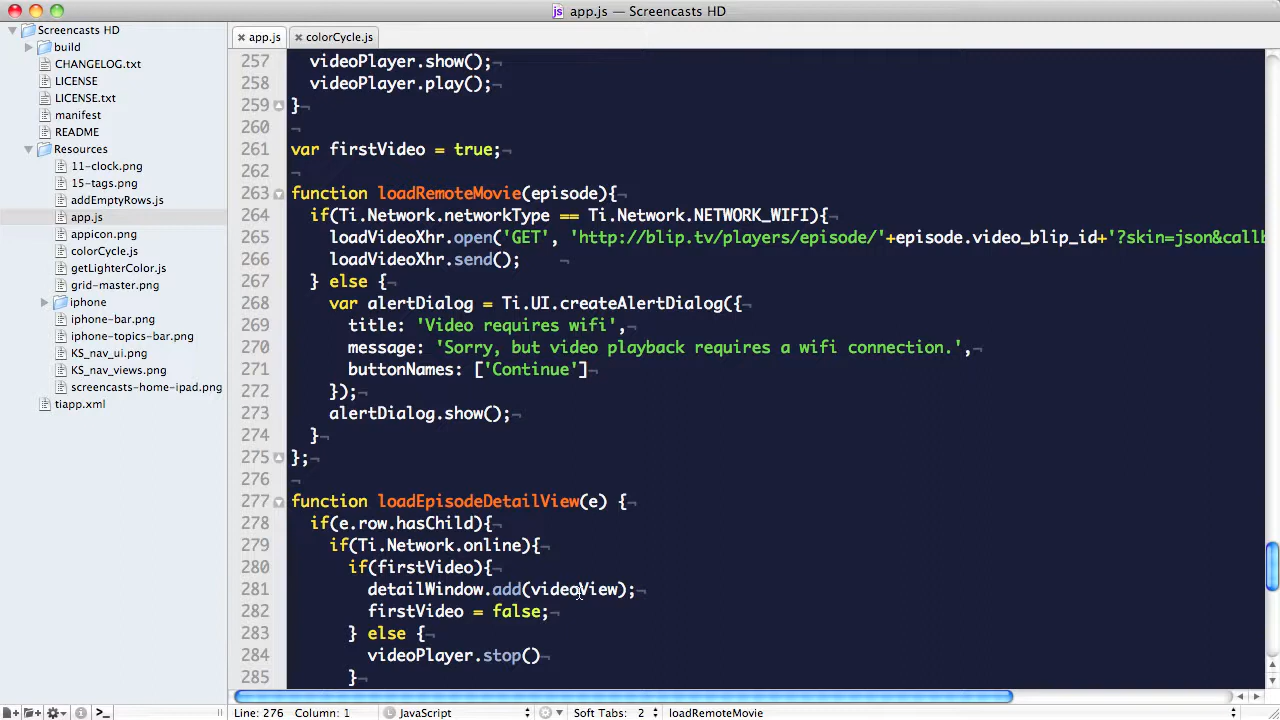 app.js — Screencasts HD
Screencasts HD
build
CHANGELOG.txt
LICENSE
LICENSE.txt
manifest
README
Resources
11-clock.png
15-tags.png
addEmptyRows.js
app.js
appicon.png
colorCycle.js
getLighterColor.js
grid-master.png
iphone
iphone-bar.png
iphone-topics-bar.png
KS_nav_ui.png
KS_nav_views.png
screencasts-home-ipad.png
tiapp.xml
app.js colorCycle.js
257 videoPlayer.show();¬
258 videoPlayer.play();¬
259 }¬
260 ¬
261 var firstVideo = true;¬
262 ¬
263 function loadRemoteMovie(episode){¬
264 if(Ti.Network.networkType == Ti.Network.NETWORK_WIFI){¬
265 loadVideoXhr.open('GET', 'http://blip.tv/players/episode/'+episode.video_blip_id+'?skin=json&callb
266 loadVideoXhr.send(); ¬
267 } else {¬
268 var alertDialog = Ti.UI.createAlertDialog({¬
269 title: 'Video requires wifi',¬
270 message: 'Sorry, but video playback requires a wifi connection.',¬
271 buttonNames: ['Continue']¬
272 });¬
273 alertDialog.show();¬
274 }¬
275 };¬
276 ¬
277 function loadEpisodeDetailView(e) {¬
278 if(e.row.hasChild){¬
279 if(Ti.Network.online){¬
280 if(firstVideo){¬
281 detailWindow.add(videoView);¬
282 firstVideo = false;¬
283 } else {¬
284 videoPlayer.stop()¬
285 }¬
Line: 276 Column: 1 JavaScript Soft Tabs: 2 loadRemoteMovie